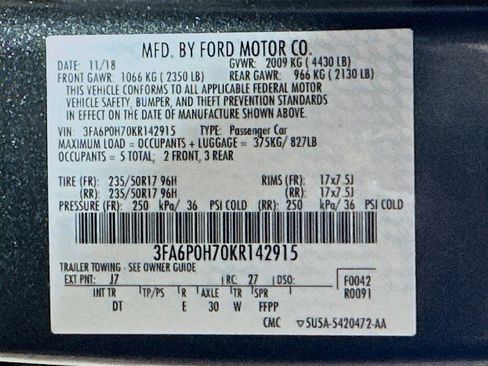 MFD. BY FORD MOTOR CO.
DATE: 11/18 GVWR: 2009 KG ( 4430 LB)
FRONT GAWR: 1066 KG ( 2350 LB) REAR GAWR: 966 KG ( 2130 LB)
THIS VEHICLE CONFORMS TO ALL APPLICABLE FEDERAL MOTOR
VEHICLE SAFETY, BUMPER, AND THEFT PREVENTION STANDARDS
IN EFFECT ON THE DATE OF MANUFACTURE SHOWN ABOVE.
VIN: 3FA6P0H70KR142915 TYPE: Passenger Car
MAXIMUM LOAD = OCCUPANTS + LUGGAGE = 375KG/ 827LB
OCCUPANTS = 5 TOTAL; 2 FRONT, 3 REAR
TIRE (FR): 235/50R17 96H RIMS (FR): 17x7.5J
(RR): 235/50R17 96H (RR): 17x7.5J
PRESSURE (FR) 250 kPa/ 36 PSI COLD (RR) 250 kPa/ 36 PSI COLD
3FA6P0H70KR142915
TRAILER TOWING - SEE OWNER GUIDE
EXT PNT: J7 RC: 27 DSO: F0042
INT TR TP/PS R AXLE TR SPR R0091
DT E 30 W FFPP
CMC ▽5U5A-5420472-AA